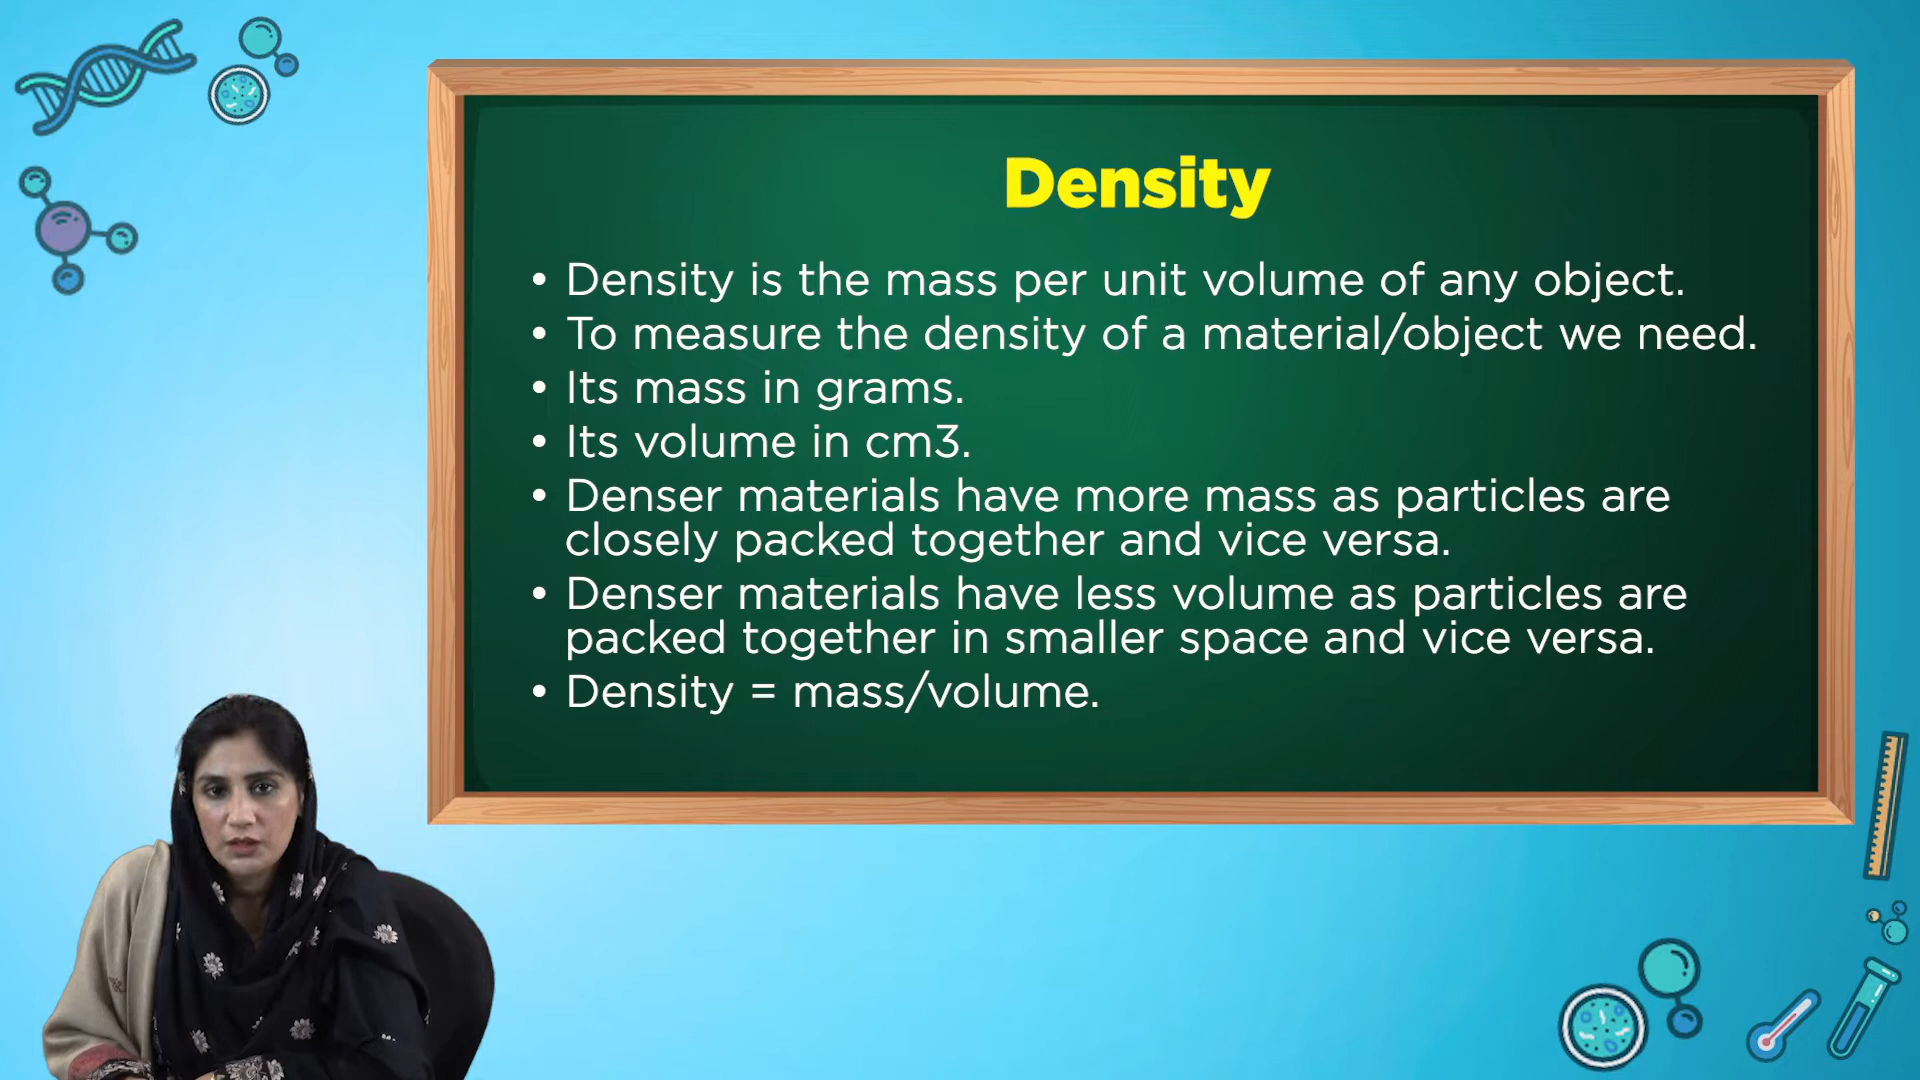 Density
• Density is the mass per unit volume of any object.
• To measure the density of a material/object we need.
• Its mass in grams.
• Its volume in cm3.
• Denser materials have more mass as particles are
closely packed together and vice versa.
• Denser materials have less volume as particles are
packed together in smaller space and vice versa.
• Density = mass/volume.